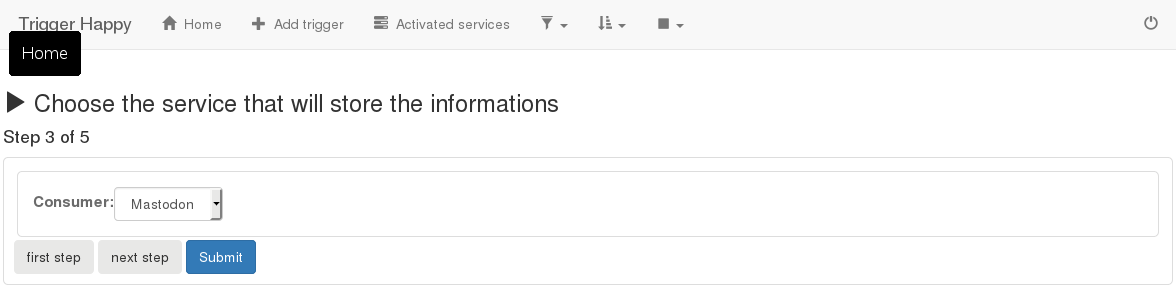 Trigger Happy Home Add trigger Activated services
Home
Choose the service that will store the informations
Step 3 of 5
Consumer: Mastodon
first step next step Submit